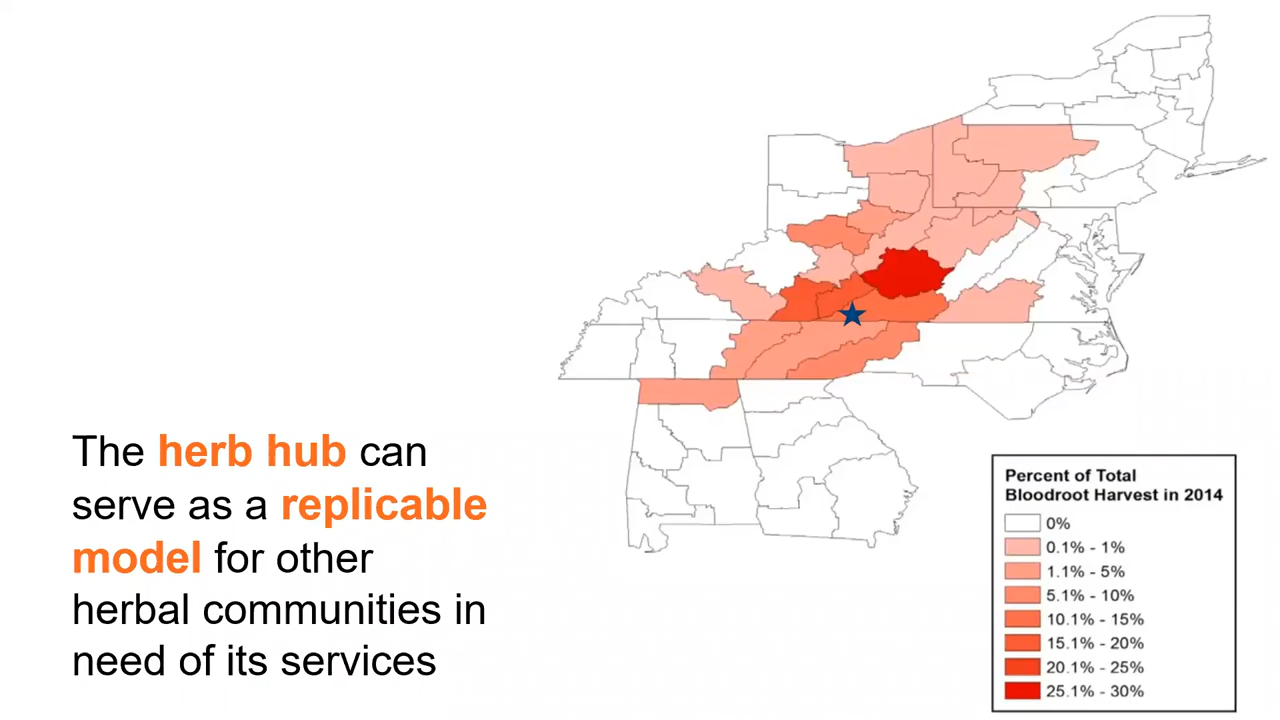 The herb hub can
serve as a replicable
model for other
herbal communities in
need of its services
Percent of Total
Bloodroot Harvest in 2014
0%
0.1% - 1%
1.1% - 5%
5.1% - 10%
10.1% - 15%
15.1% - 20%
20.1% - 25%
25.1% - 30%